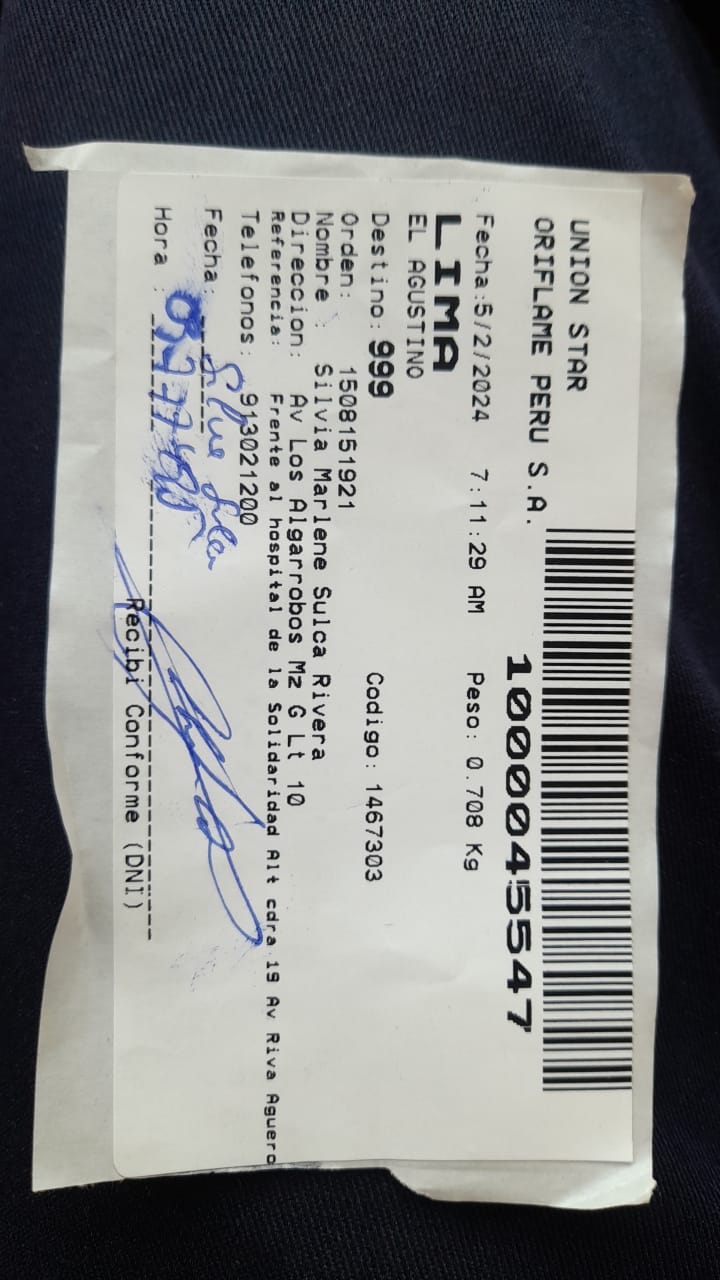 UNION STAR
ORIFLAME PERU S.A.
10000045547
Fecha:5/2/2024 7:11:29 AM Peso: 0.708 Kg
LIMA
EL AGUSTINO
Destino: 999 Codigo: 1467303
Orden: 1508151921
Nombre : Silvia Marlene Sulca Rivera
Direccion: Av Los Algarrobos Mz G Lt 10
Referencia: Frente al hospital de la Solidaridad Alt cdra 19 Av Riva Aguero
Telefonos: 913021200
Fecha:
Hora :
Recibi Conforme (DNI)